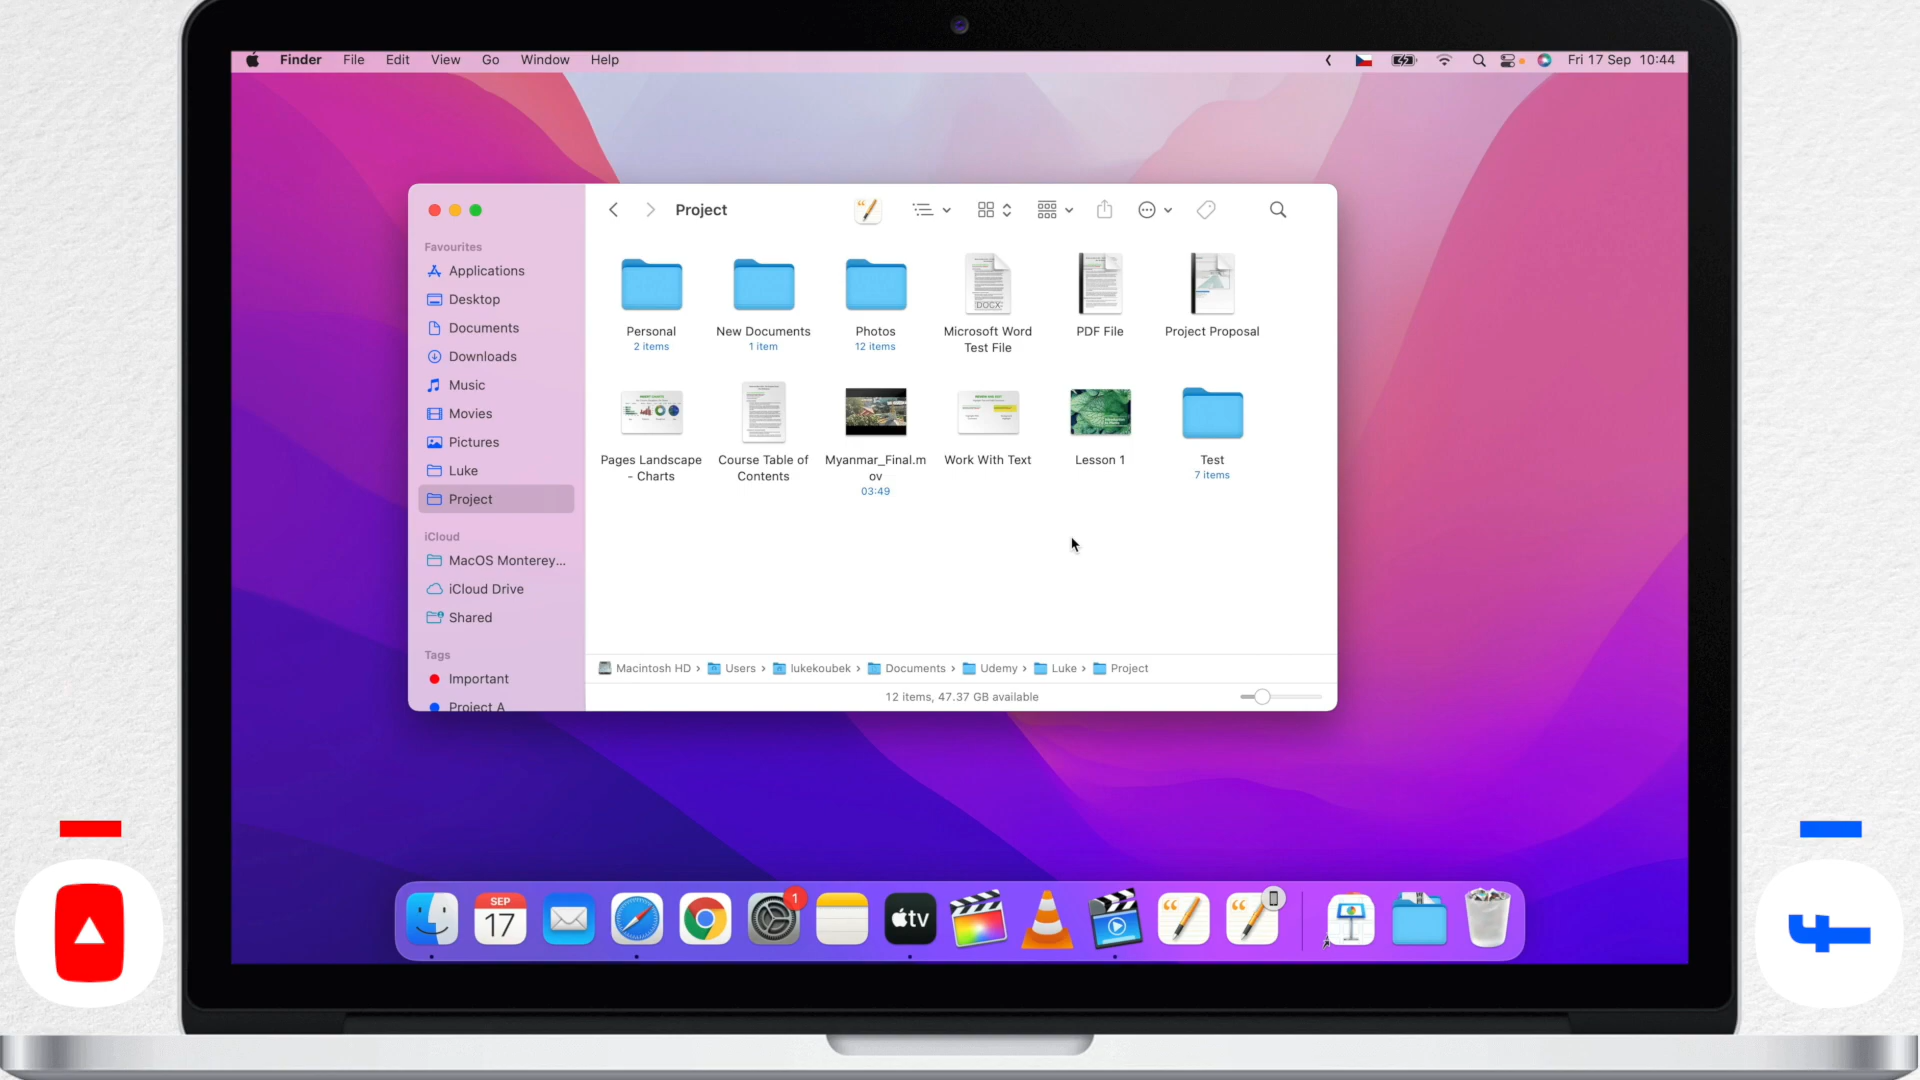 Finder File Edit View Go Window Help Fri 17 Sep 10:44
Project
Favourites
Applications
Desktop
Documents
Downloads
Music
Movies
Pictures
Luke
Project
iCloud
MacOS Monterey...
iCloud Drive
Shared
Tags
Important
Project A
Personal
2 items
New Documents
1 item
Photos
12 items
DOCX
Microsoft Word
Test File
PDF File
Project Proposal
Pages Landscape
- Charts
Course Table of
Contents
Myanmar_Final.m
ov
03:49
Work With Text
Lesson 1
Test
7 items
Macintosh HD › Users › lukekoubek › Documents › Udemy › Luke › Project
12 items, 47.37 GB available
SEP
17
1
tv